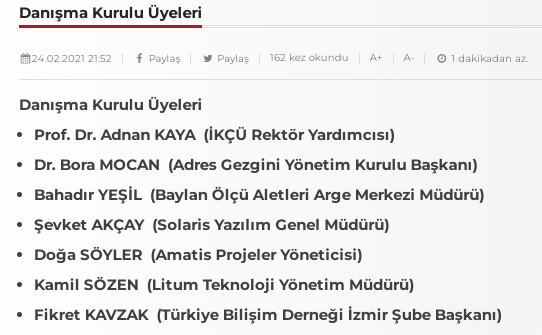 Danışma Kurulu Üyeleri
24.02.2021 21:52 Paylaş Paylaş 162 kez okundu A+ A- 1 dakikadan az.
Danışma Kurulu Üyeleri
• Prof. Dr. Adnan KAYA (İKÇÜ Rektör Yardımcısı)
• Dr. Bora MOCAN (Adres Gezgini Yönetim Kurulu Başkanı)
• Bahadır YEŞİL (Baylan Ölçü Aletleri Arge Merkezi Müdürü)
• Şevket AKÇAY (Solaris Yazılım Genel Müdürü)
• Doğa SÖYLER (Amatis Projeler Yöneticisi)
• Kamil SÖZEN (Litum Teknoloji Yönetim Müdürü)
• Fikret KAVZAK (Türkiye Bilişim Derneği İzmir Şube Başkanı)